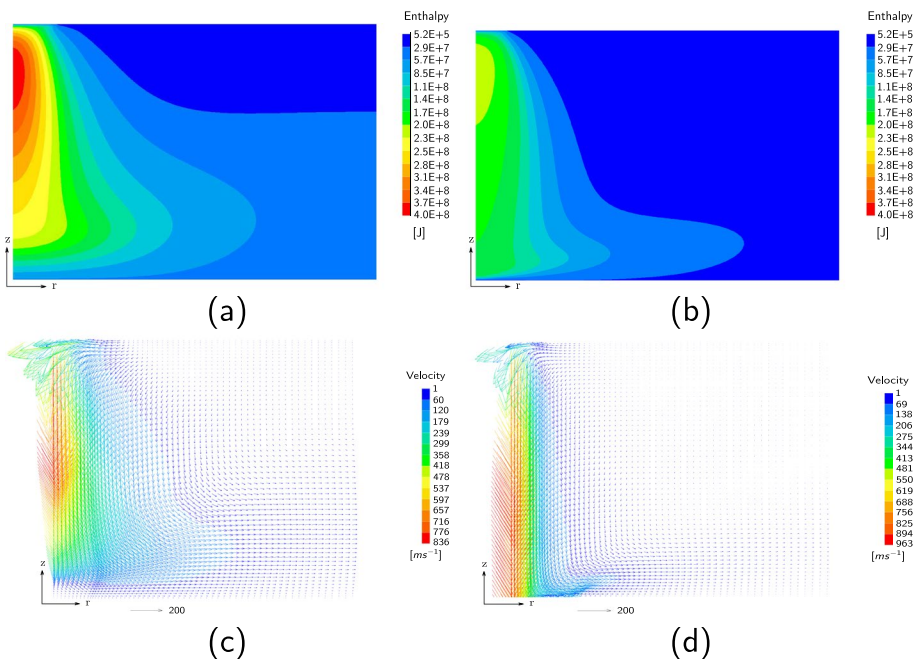 Enthalpy
5.2E+5
2.9E+7
5.7E+7
8.5E+7
1.1E+8
1.4E+8
1.7E+8
2.0E+8
2.3E+8
2.5E+8
2.8E+8
3.1E+8
3.4E+8
3.7E+8
4.0E+8
[J]
z
r
(a)
Enthalpy
5.2E+5
2.9E+7
5.7E+7
8.5E+7
1.1E+8
1.4E+8
1.7E+8
2.0E+8
2.3E+8
2.5E+8
2.8E+8
3.1E+8
3.4E+8
3.7E+8
4.0E+8
[J]
z
r
(b)
Velocity
1
60
120
179
239
299
358
418
478
537
597
657
716
776
836
[ms⁻¹]
z
r
200
(c)
Velocity
1
69
138
206
275
344
413
481
550
619
688
756
825
894
963
[ms⁻¹]
z
r
200
(d)